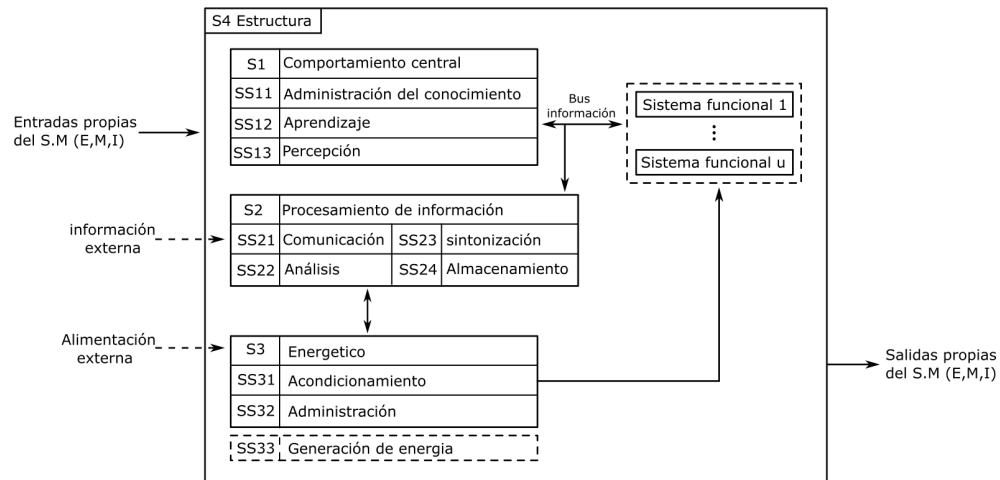 S4 Estructura
S1 Comportamiento central
SS11 Administración del conocimiento
SS12 Aprendizaje
SS13 Percepción
Bus
información
Sistema funcional 1
Sistema funcional u
Entradas propias
del S.M (E,M,I)
S2 Procesamiento de información
SS21 Comunicación SS23 sintonización
SS22 Análisis SS24 Almacenamiento
información
externa
Alimentación
externa
S3 Energetico
SS31 Acondicionamiento
SS32 Administración
SS33 Generación de energia
Salidas propias
del S.M (E,M,I)